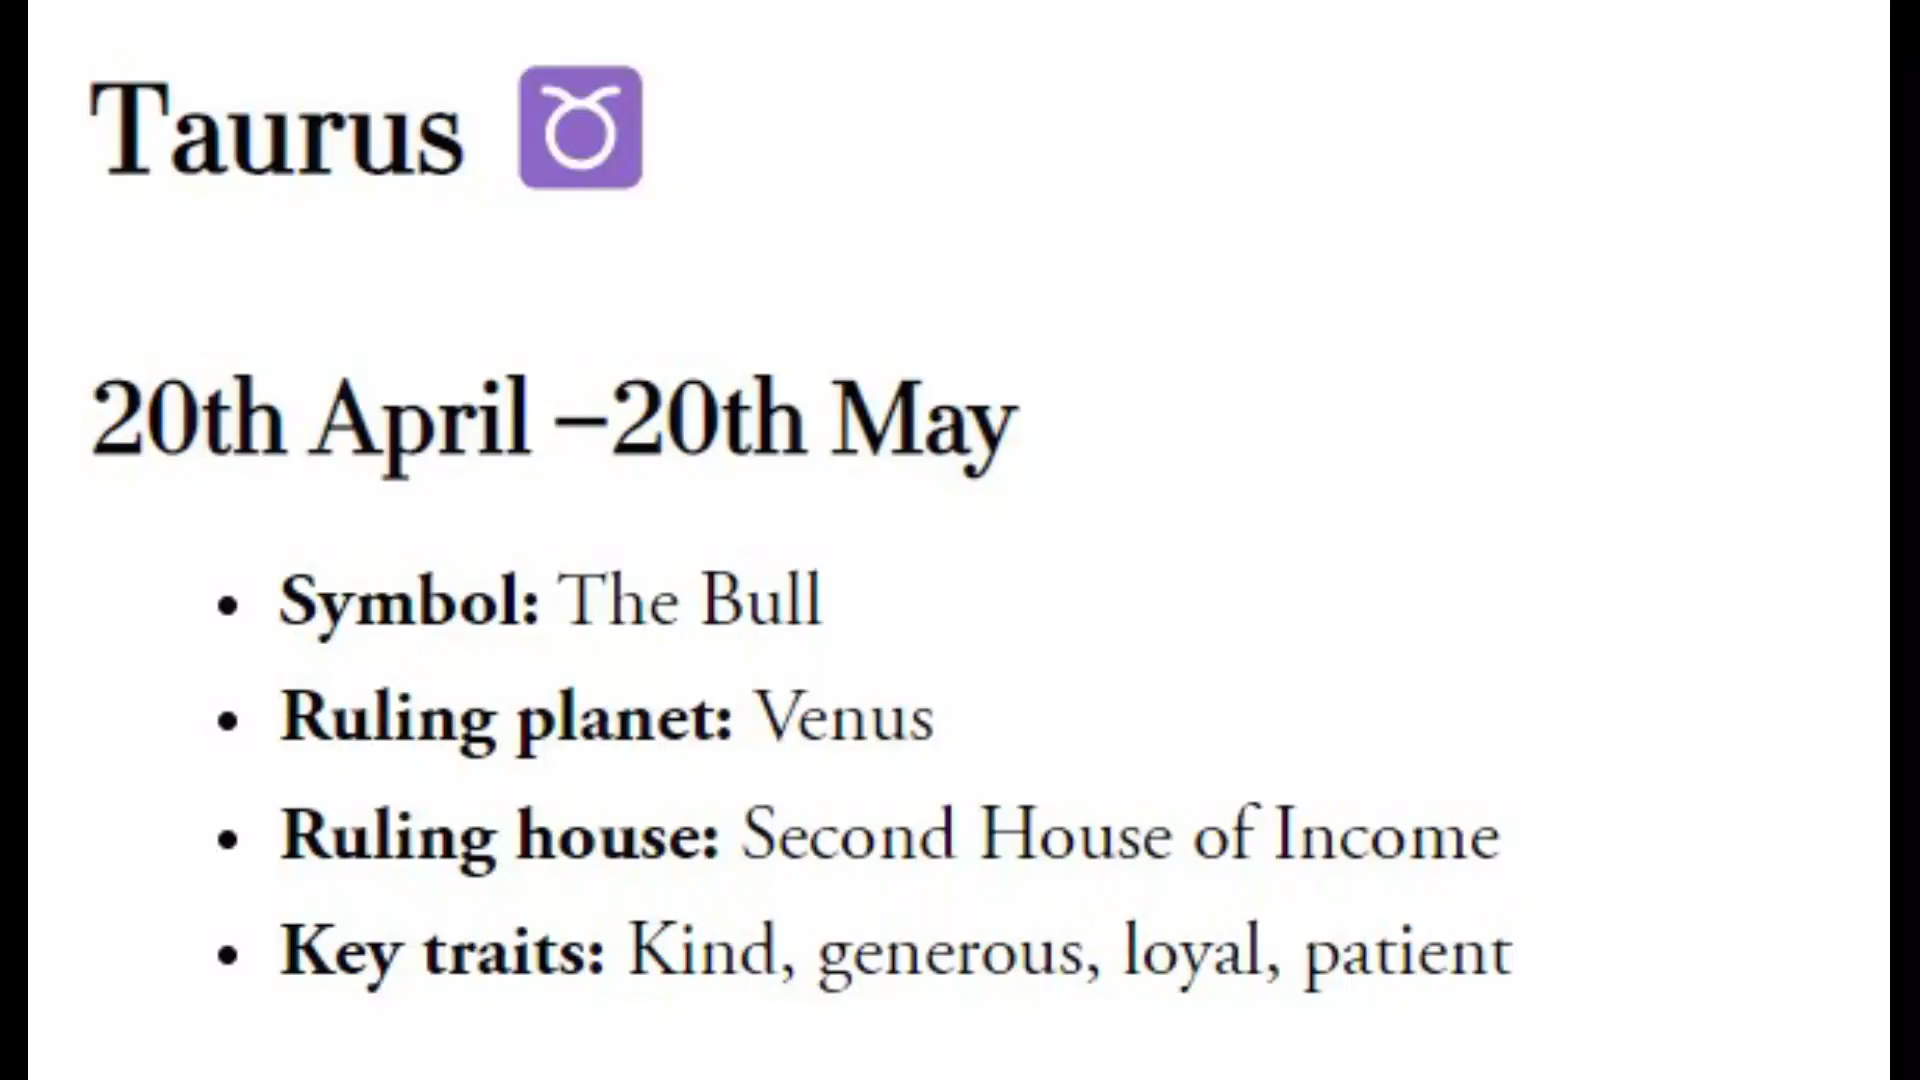 Taurus ♉
20th April –20th May
• Symbol: The Bull
• Ruling planet: Venus
• Ruling house: Second House of Income
• Key traits: Kind, generous, loyal, patient